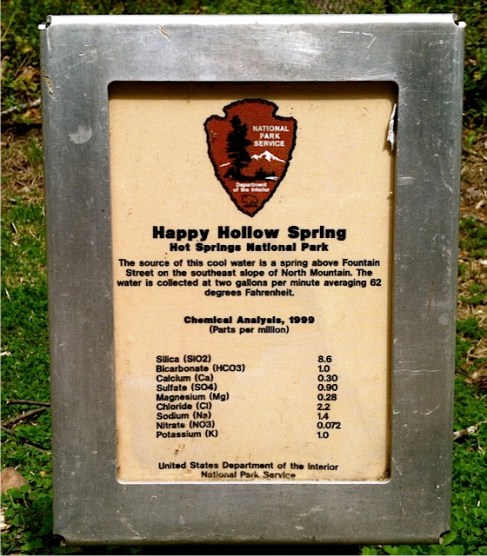 NATIONAL
PARK
SERVICE
Department
of the Interior
Happy Hollow Spring
Hot Springs National Park
The source of this cool water is a spring above Fountain
Street on the southeast slope of North Mountain. The
water is collected at two gallons per minute averaging 62
degrees Fahrenheit.
Chemical Analysis, 1999
(Parts per million)
Silica (SiO2) 8.6
Bicarbonate (HCO3) 1.0
Calcium (Ca) 0.30
Sulfate (SO4) 0.90
Magnesium (Mg) 0.28
Chloride (Cl) 2.2
Sodium (Na) 1.4
Nitrate (NO3) 0.072
Potassium (K) 1.0
United States Department of the Interior
National Park Service